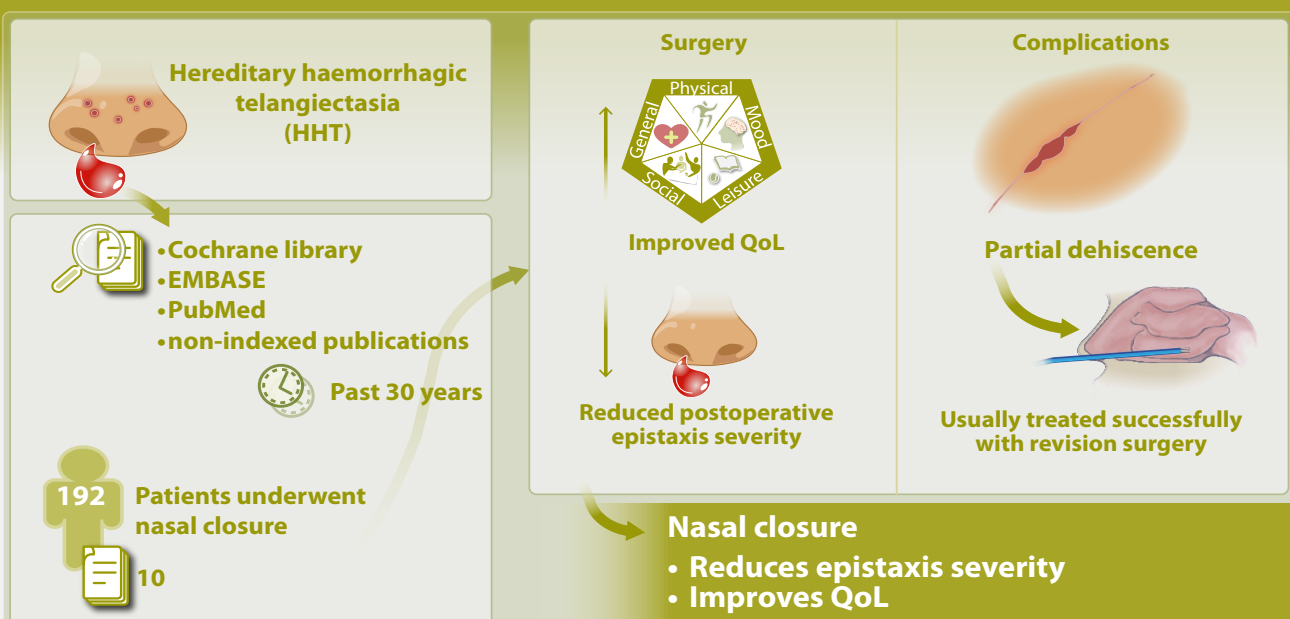 Hereditary haemorrhagic
telangiectasia
(HHT)
•Cochrane library
•EMBASE
•PubMed
•non-indexed publications
Past 30 years
192
Patients underwent
nasal closure
10
Surgery
Physical
Mood
Leisure
Social
General
Improved QoL
Reduced postoperative
epistaxis severity
Complications
Partial dehiscence
Usually treated successfully
with revision surgery
Nasal closure
• Reduces epistaxis severity
• Improves QoL